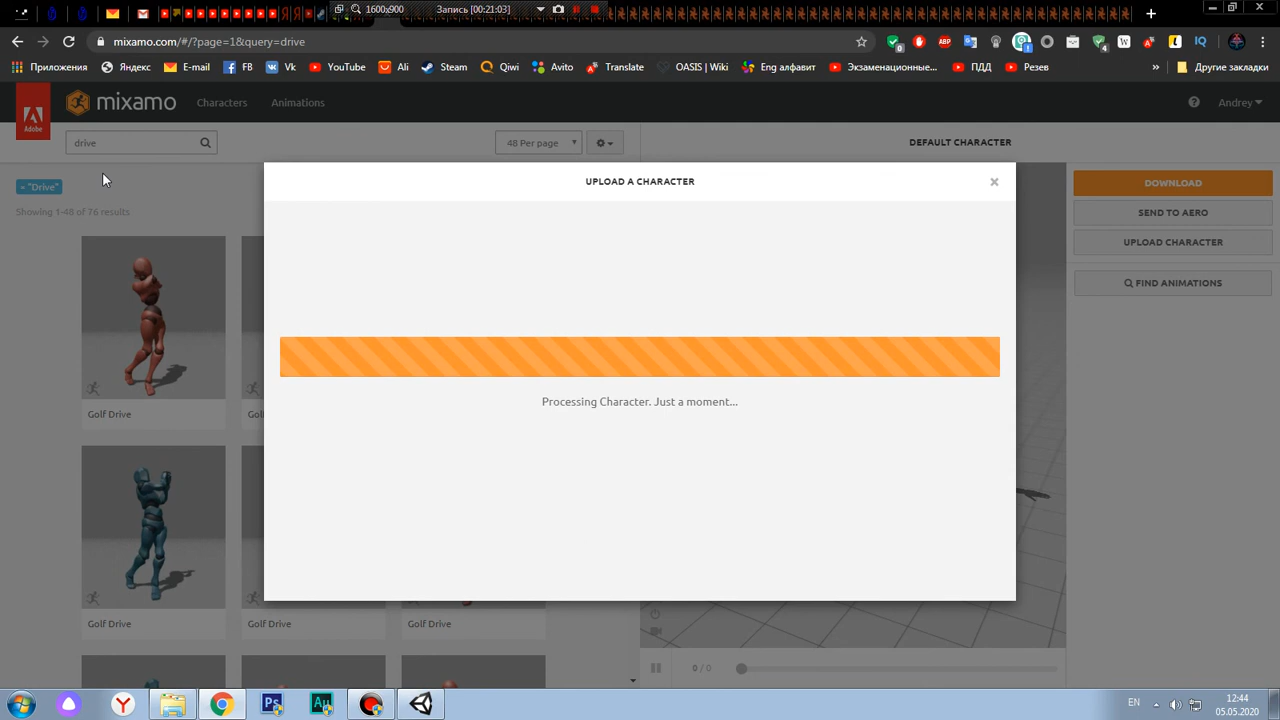 1600x900
Запись [00:21:03]
mixamo.com/#/?page=1&query=drive
Приложения
Яндекс
E-mail
FB
Vk
YouTube
Ali
Steam
Qiwi
Avito
Translate
OASIS | Wiki
Eng алфавит
Экзаменационные...
ПДД
Резев
»
Другие закладки
Adobe
mixamo
Characters
Animations
Andrey
drive
48 Per page
DEFAULT CHARACTER
UPLOAD A CHARACTER
"Drive"
Showing 1-48 of 76 results
DOWNLOAD
SEND TO AERO
UPLOAD CHARACTER
FIND ANIMATIONS
Processing Character. Just a moment...
Golf Drive
Golf Drive
Golf Drive
Golf Drive
0 / 0
EN
12:44
05.05.2020